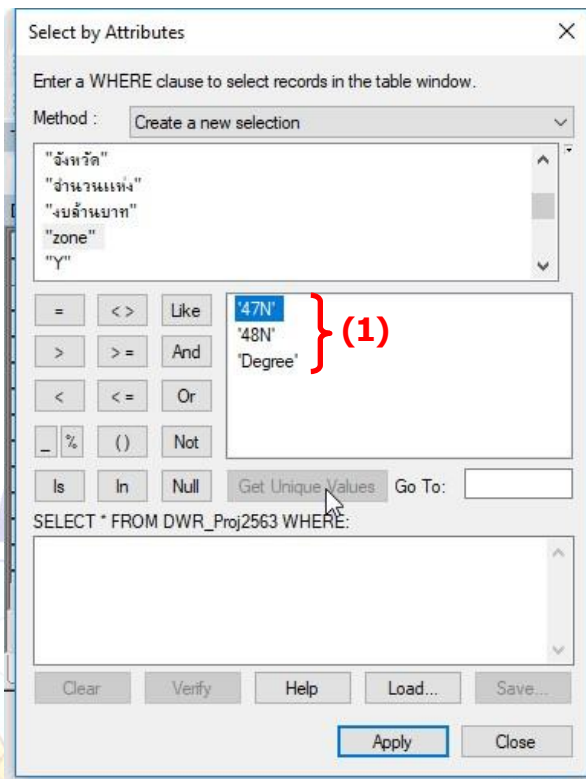 Select by Attributes
Enter a WHERE clause to select records in the table window.
Method : Create a new selection
"จังหวัด"
"จำนวนแห่ง"
"งบล้านบาท"
"zone"
"Y"
= < > Like '47N'
> > = And '48N'
< < = Or 'Degree'
(1)
_ % () Not
Is In Null Get Unique Values Go To:
SELECT * FROM DWR_Proj2563 WHERE:
Clear Verify Help Load... Save...
Apply Close